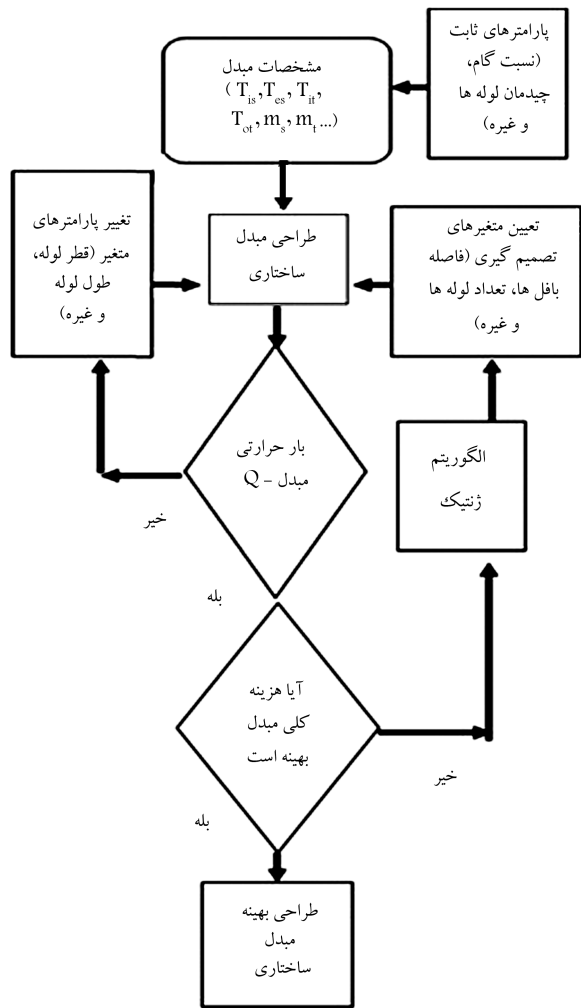 پارامترهای ثابت
(نسبت گام،
چیدمان لوله ها
و غیره)
مشخصات مبدل
( T_is, T_es, T_it,
T_ot, m_s, m_t ...)
تغییر پارامترهای
متغیر (قطر لوله،
طول لوله
و غیره)
طراحی مبدل
ساختاری
تعیین متغیرهای
تصمیم گیری (فاصله
بافل ها، تعداد لوله ها
و غیره)
بار حرارتی
مبدل – Q
خیر
بله
الگوریتم
ژنتیک
آیا هزینه
کلی مبدل
بهینه است
خیر
بله
طراحی بهینه
مبدل
ساختاری